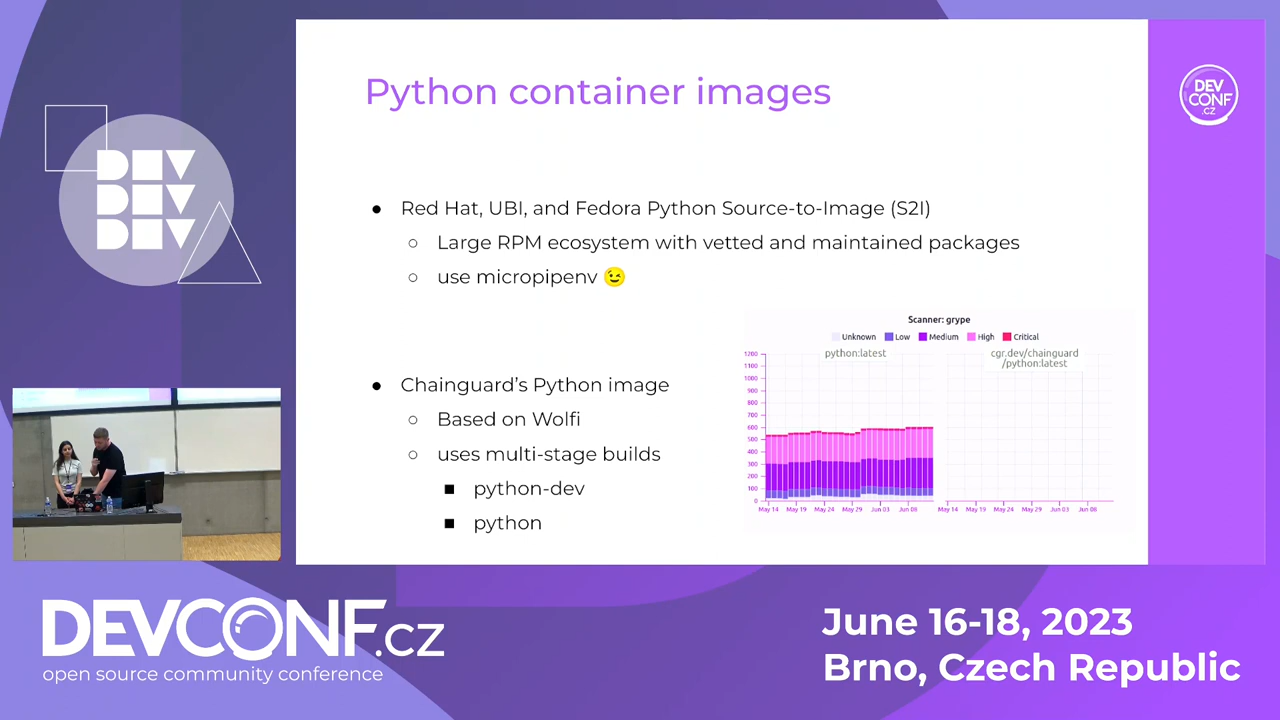 DEV
DEV
DEV
Python container images
DEV
CONF
.CZ
● Red Hat, UBI, and Fedora Python Source-to-Image (S2I)
○ Large RPM ecosystem with vetted and maintained packages
○ use micropipenv 😉
● Chainguard's Python image
○ Based on Wolfi
○ uses multi-stage builds
■ python-dev
■ python
Scanner: grype
Unknown Low Medium High Critical
python:latest
cgr.dev/chainguard
/python:latest
1200
1100
1000
900
800
700
600
500
400
300
200
100
0
May 14 May 19 May 24 May 29 Jun 03 Jun 08
May 14 May 19 May 24 May 29 Jun 03 Jun 08
DEVCONF.cz
open source community conference
June 16-18, 2023
Brno, Czech Republic